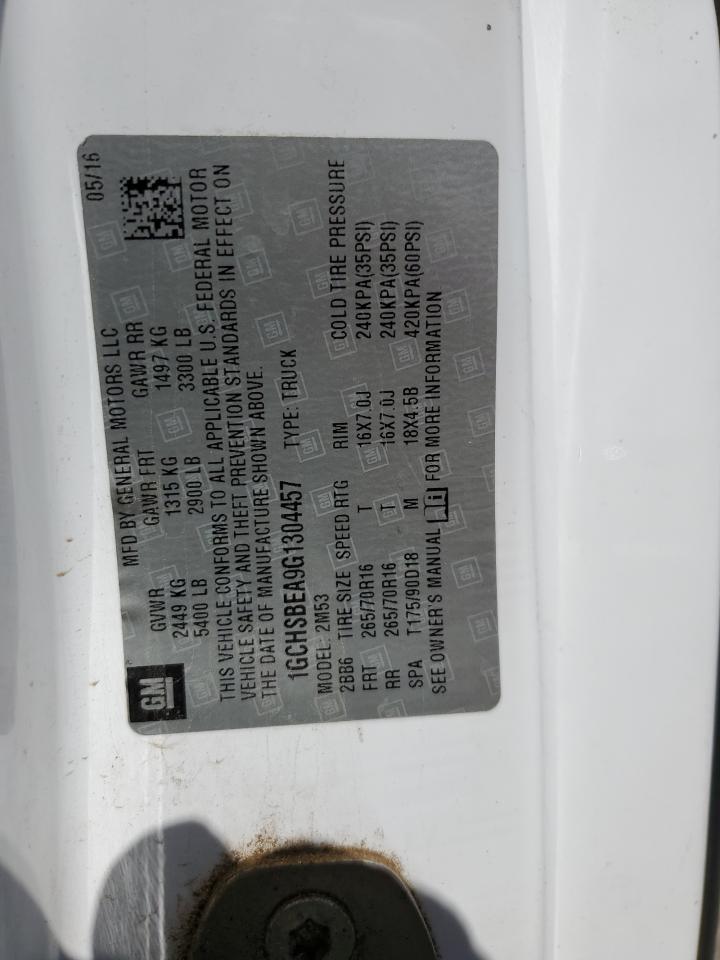 GM
MFD BY GENERAL MOTORS LLC 05/16
GVWR GAWR FRT GAWR RR
2449 KG 1315 KG 1497 KG
5400 LB 2900 LB 3300 LB
THIS VEHICLE CONFORMS TO ALL APPLICABLE U.S. FEDERAL MOTOR
VEHICLE SAFETY AND THEFT PREVENTION STANDARDS IN EFFECT ON
THE DATE OF MANUFACTURE SHOWN ABOVE.
1GCHSBEA9G1304457 TYPE: TRUCK
MODEL: 2M53
2BB6 TIRE-SIZE SPEED RTG RIM COLD TIRE PRESSURE
FRT 265/70R16 T 16X7.0J 240KPA(35PSI)
RR 265/70R16 T 16X7.0J 240KPA(35PSI)
SPA T175/90D18 M 18X4.5B 420KPA(60PSI)
SEE OWNER'S MANUAL FOR MORE INFORMATION